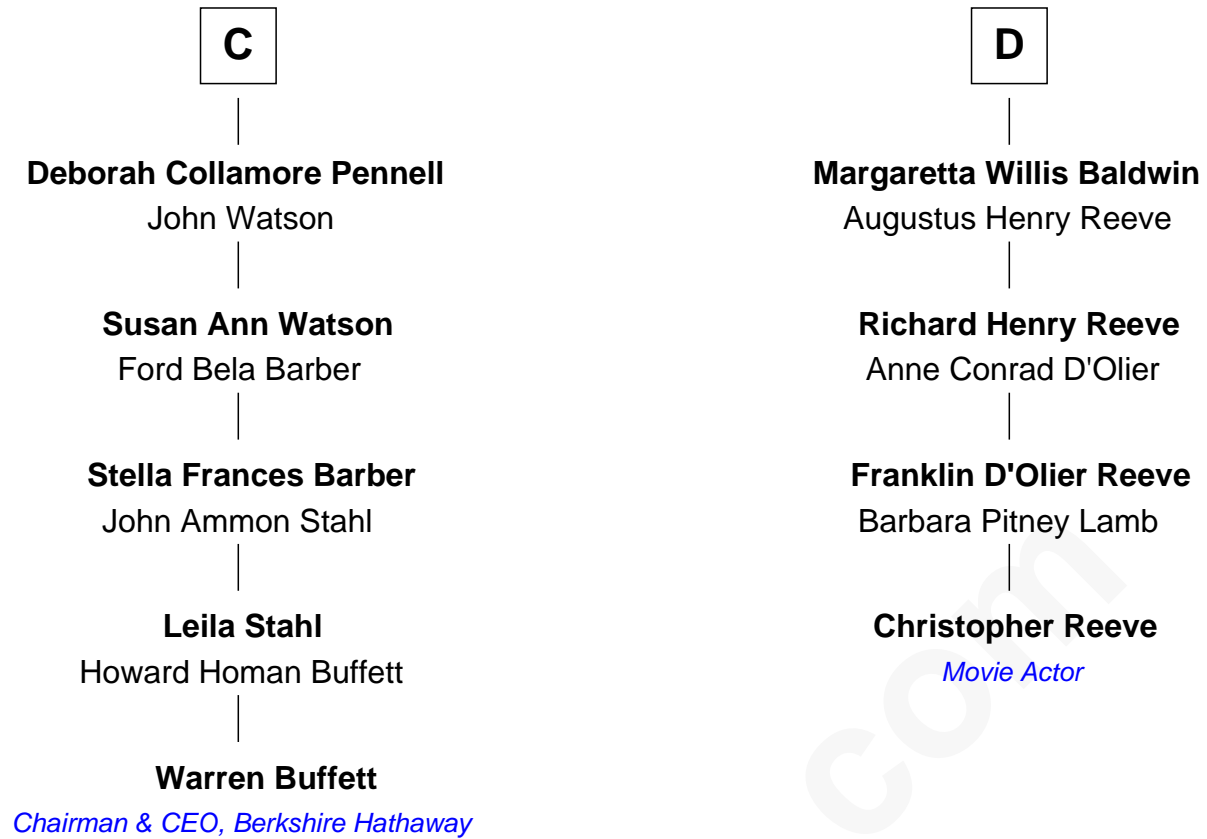 C
Deborah Collamore Pennell
John Watson
Susan Ann Watson
Ford Bela Barber
Stella Frances Barber
John Ammon Stahl
Leila Stahl
Howard Homan Buffett
Warren Buffett
Chairman & CEO, Berkshire Hathaway
D
Margaretta Willis Baldwin
Augustus Henry Reeve
Richard Henry Reeve
Anne Conrad D'Olier
Franklin D'Olier Reeve
Barbara Pitney Lamb
Christopher Reeve
Movie Actor
com